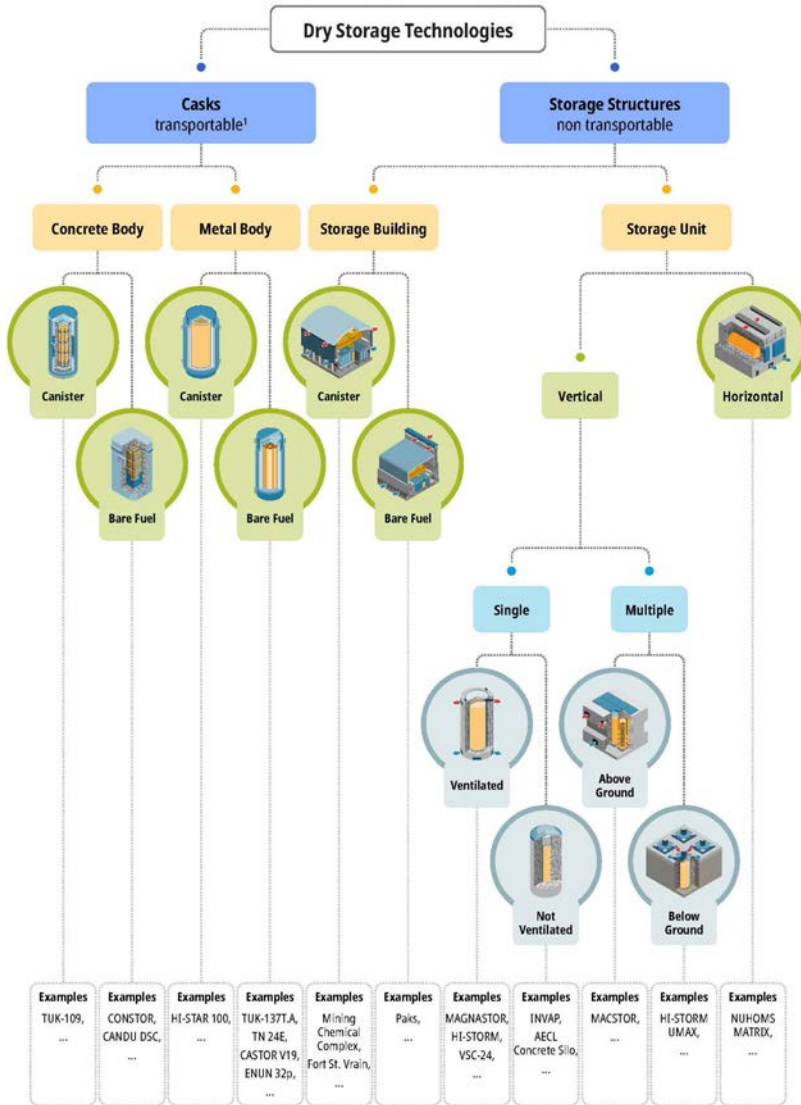 Dry Storage Technologies
Casks
transportable¹
Storage Structures
non transportable
Concrete Body
Metal Body
Storage Building
Storage Unit
Canister
Canister
Canister
Vertical
Horizontal
Bare Fuel
Bare Fuel
Bare Fuel
Single
Multiple
Ventilated
Above
Ground
Not
Ventilated
Below
Ground
Examples
TUK-109,
...
Examples
CONSTOR,
CANDU DSC,
...
Examples
HI-STAR 100,
...
Examples
TUK-137T.A,
TN 24E,
CASTOR V19,
ENUN 32p,
...
Examples
Mining
Chemical
Complex,
Fort St. Vrain,
...
Examples
Paks,
...
Examples
MAGNASTOR,
HI-STORM,
VSC-24,
...
Examples
INVAP,
AECL
Concrete Silo,
...
Examples
MACSTOR,
...
Examples
HI-STORM
UMAX,
...
Examples
NUHOMS
MATRIX,
...